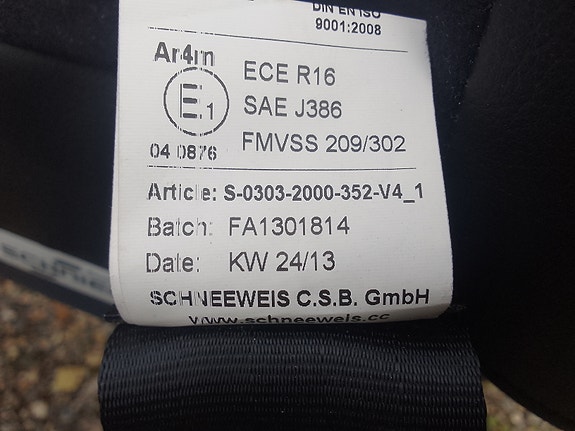 DIN EN ISO
9001:2008
Ar4m
ECE R16
E1
SAE J386
04 0876
FMVSS 209/302
Article: S-0303-2000-352-V4_1
Batch: FA1301814
Date: KW 24/13
SCHNEEWEIS C.S.B. GmbH
www.schneeweis.cc